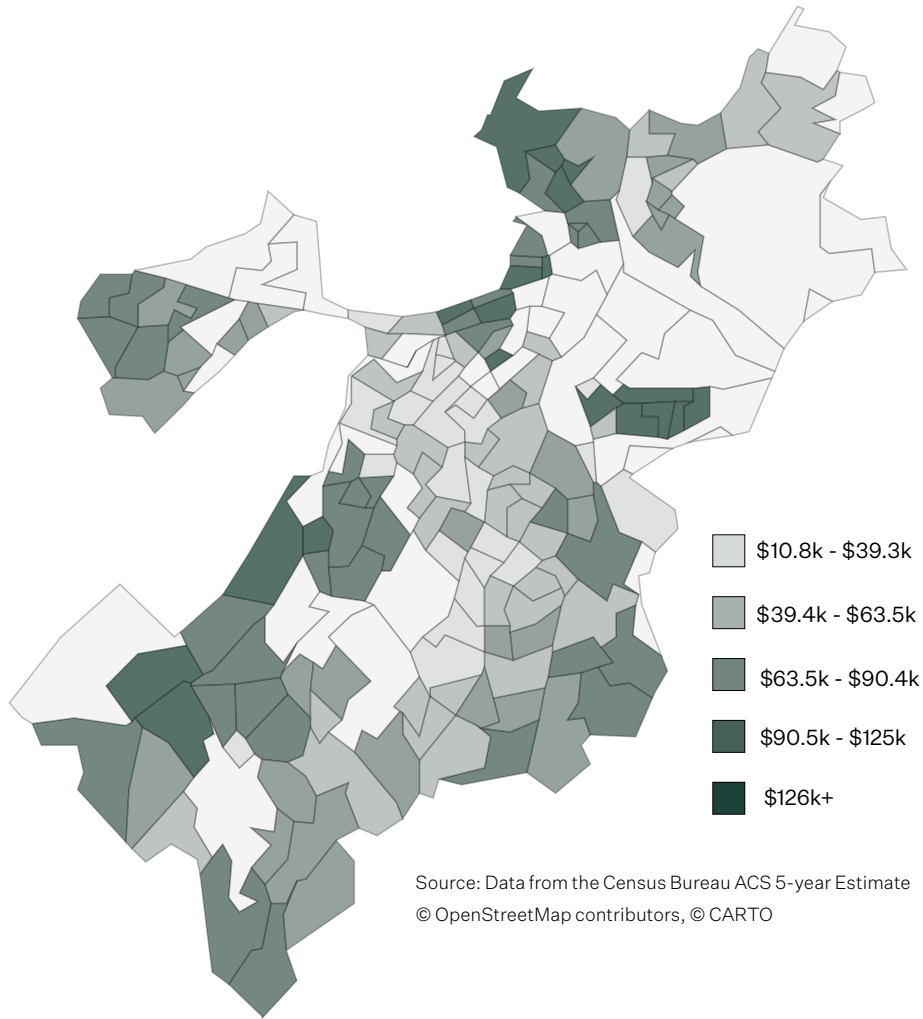 $10.8k - $39.3k
$39.4k - $63.5k
$63.5k - $90.4k
$90.5k - $125k
$126k+
Source: Data from the Census Bureau ACS 5-year Estimate
© OpenStreetMap contributors, © CARTO